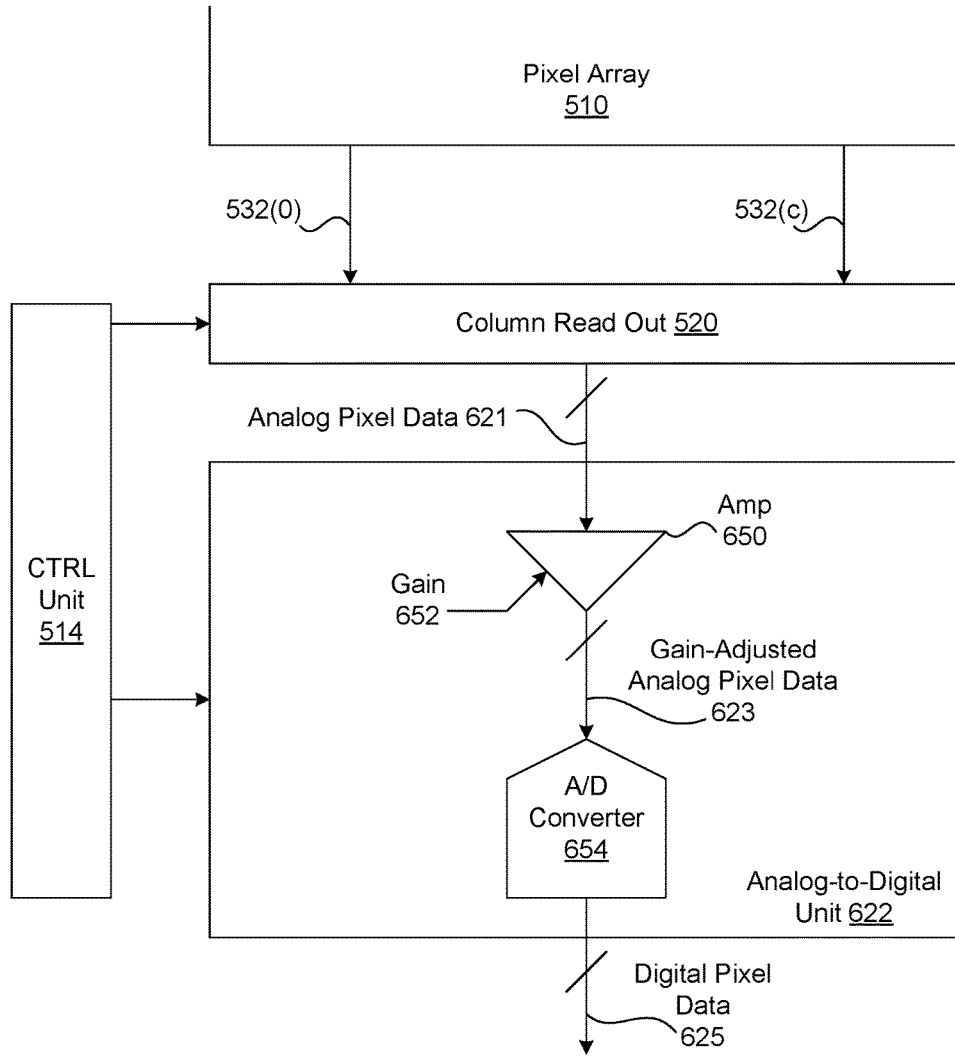 Pixel Array
510
532(0)
532(c)
Column Read Out 520
Analog Pixel Data 621
Amp
650
CTRL
Unit
514
Gain
652
Gain-Adjusted
Analog Pixel Data
623
A/D
Converter
654
Analog-to-Digital
Unit 622
Digital Pixel
Data
625